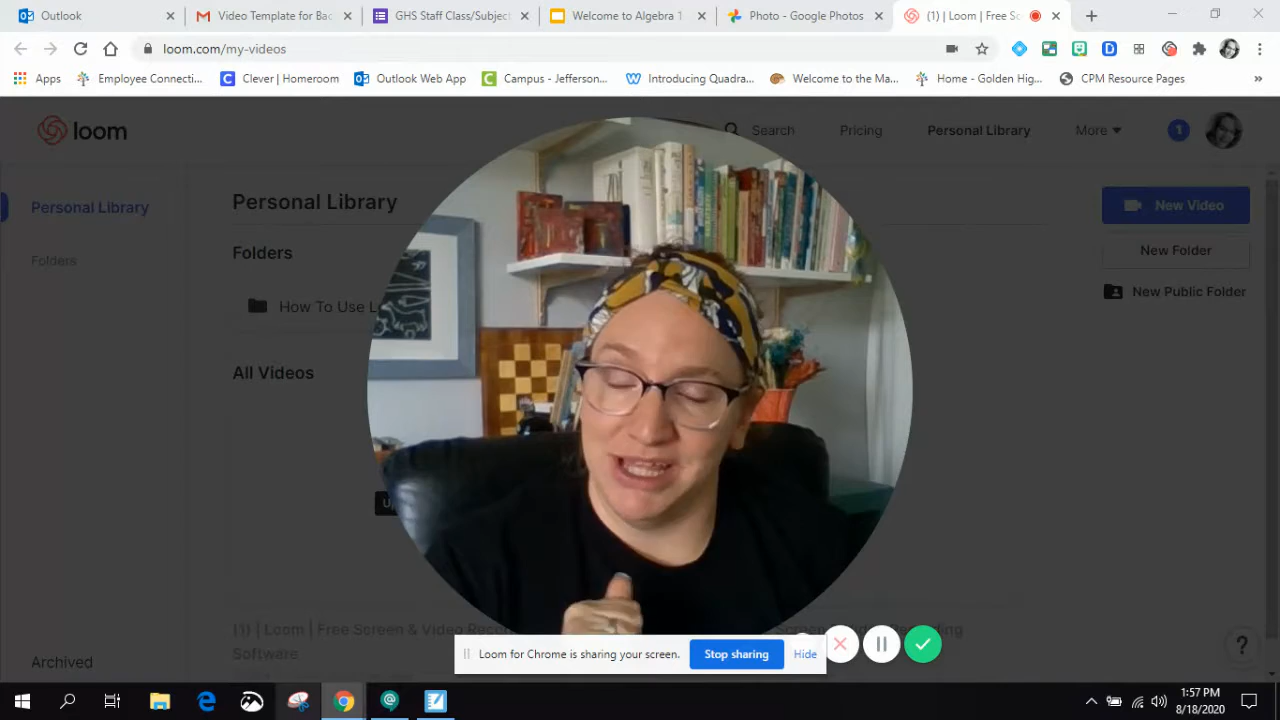 Outlook
Video Template for Bac
GHS Staff Class/Subject
Welcome to Algebra 1
Photo - Google Photos
(1) | Loom | Free Sc
loom.com/my-videos
Apps
Employee Connecti...
Clever | Homeroom
Outlook Web App
Campus - Jefferson...
Introducing Quadra...
Welcome to the Ma...
Home - Golden Hig...
CPM Resource Pages
loom
Search
Pricing
Personal Library
More
1
Personal Library
Folders
Archived
Personal Library
Folders
How To Use L
All Videos
(1) | Loom | Free Screen & Video Reco
Software
New Video
New Folder
New Public Folder
Loom for Chrome is sharing your screen.
Stop sharing
Hide
?
1:57 PM
8/18/2020